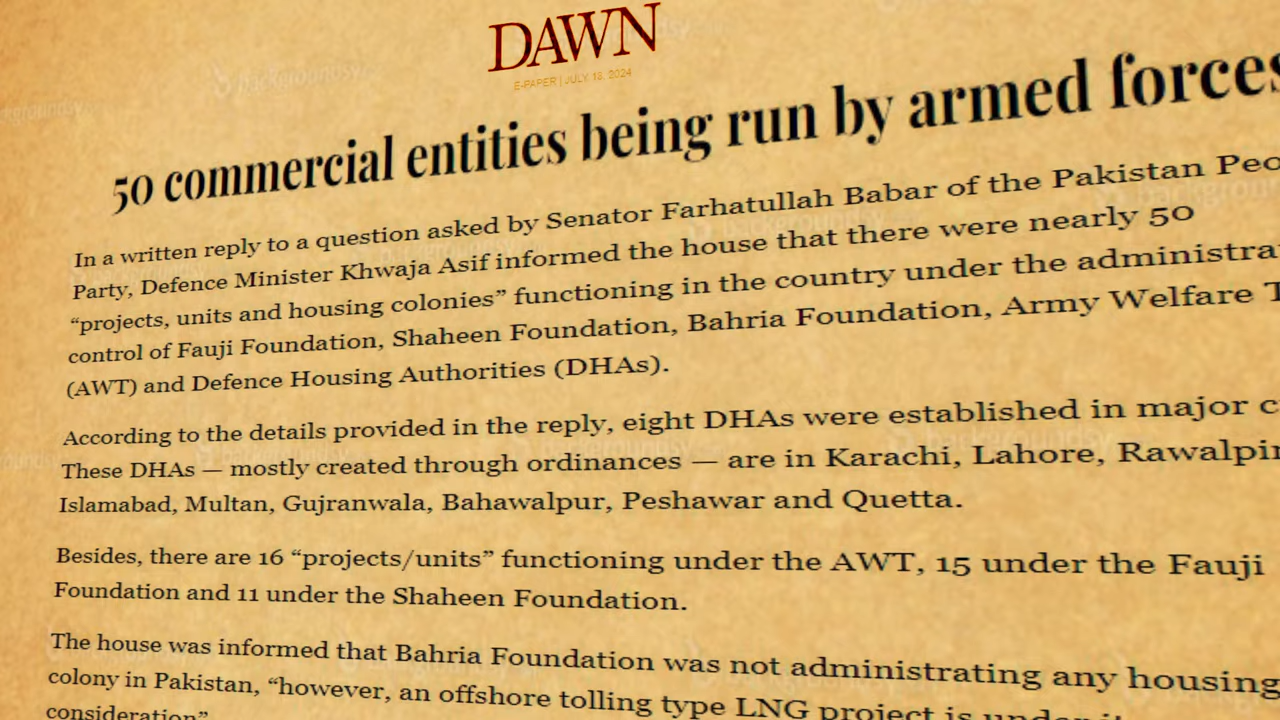 DAWN
E-PAPER | JULY 18, 2024
50 commercial entities being run by armed forces
In a written reply to a question asked by Senator Farhatullah Babar of the Pakistan Peo
Party, Defence Minister Khwaja Asif informed the house that there were nearly 50
“projects, units and housing colonies” functioning in the country under the administra
control of Fauji Foundation, Shaheen Foundation, Bahria Foundation, Army Welfare T
(AWT) and Defence Housing Authorities (DHAs).
According to the details provided in the reply, eight DHAs were established in major c
These DHAs — mostly created through ordinances — are in Karachi, Lahore, Rawalpin
Islamabad, Multan, Gujranwala, Bahawalpur, Peshawar and Quetta.
Besides, there are 16 “projects/units” functioning under the AWT, 15 under the Fauji
Foundation and 11 under the Shaheen Foundation.
The house was informed that Bahria Foundation was not administrating any housing
colony in Pakistan, “however, an offshore tolling type LNG project is under it
consideration”